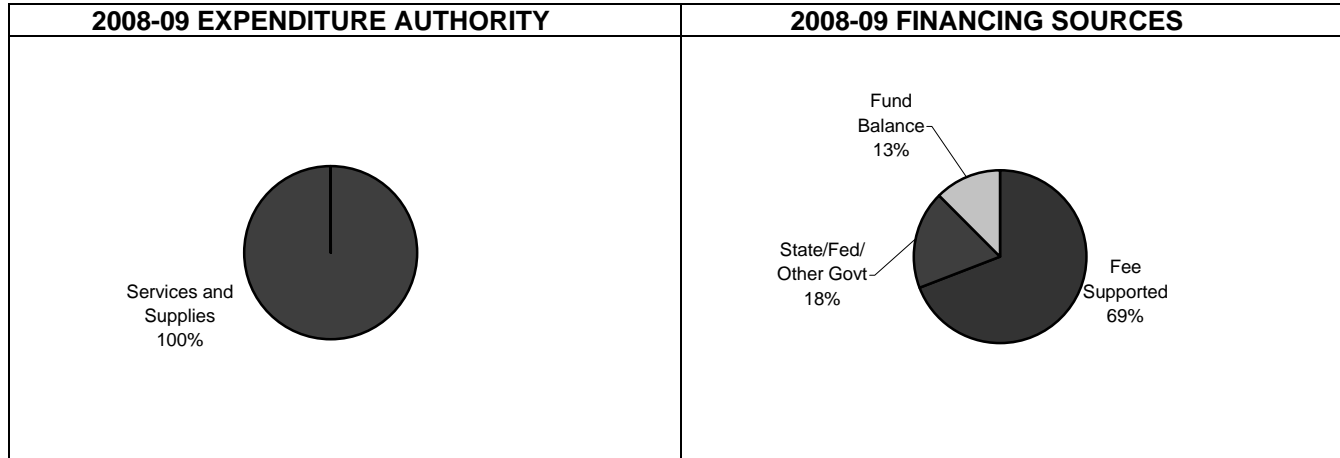 2008-09 EXPENDITURE AUTHORITY
Services and
Supplies
100%
2008-09 FINANCING SOURCES
Fund
Balance
13%
State/Fed/
Other Govt
18%
Fee
Supported
69%